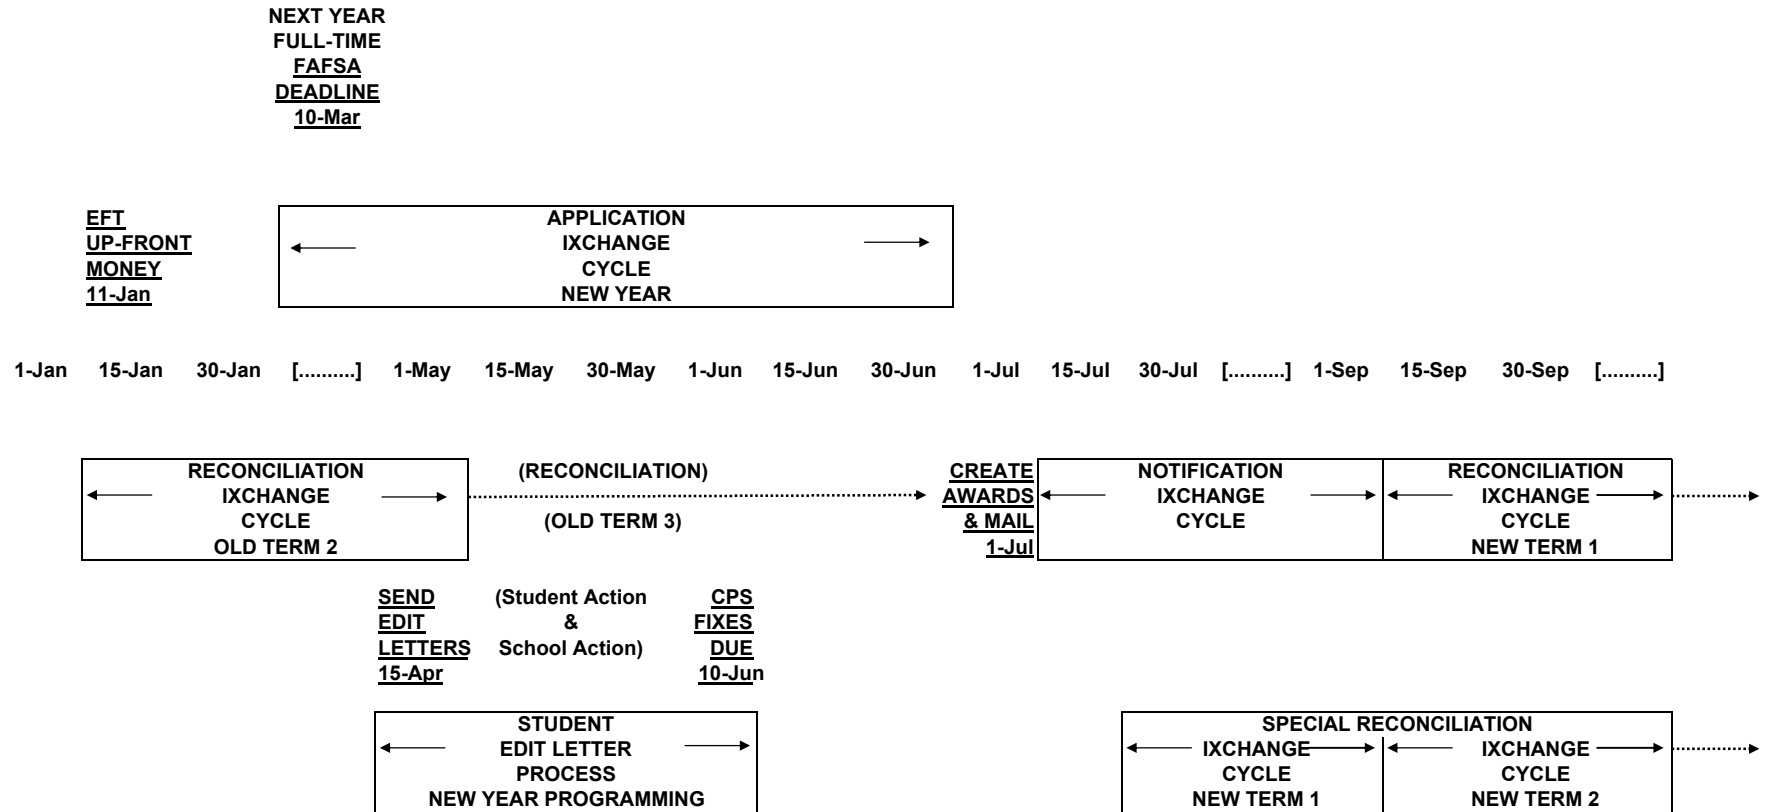 NEXT YEAR
FULL-TIME
FAFSA
DEADLINE
10-Mar
EFT
UP-FRONT
MONEY
11-Jan
APPLICATION
IXCHANGE
CYCLE
NEW YEAR
1-Jan 15-Jan 30-Jan [..........] 1-May 15-May 30-May 1-Jun 15-Jun 30-Jun 1-Jul 15-Jul 30-Jul [..........] 1-Sep 15-Sep 30-Sep [..........]
RECONCILIATION
IXCHANGE
CYCLE
OLD TERM 2
(RECONCILIATION)
(OLD TERM 3)
CREATE
AWARDS
& MAIL
1-Jul
NOTIFICATION
IXCHANGE
CYCLE
RECONCILIATION
IXCHANGE
CYCLE
NEW TERM 1
SEND
EDIT
LETTERS
15-Apr
(Student Action
&
School Action)
CPS
FIXES
DUE
10-Jun
STUDENT
EDIT LETTER
PROCESS
NEW YEAR PROGRAMMING
SPECIAL RECONCILIATION
IXCHANGE
CYCLE
NEW TERM 1
IXCHANGE
CYCLE
NEW TERM 2